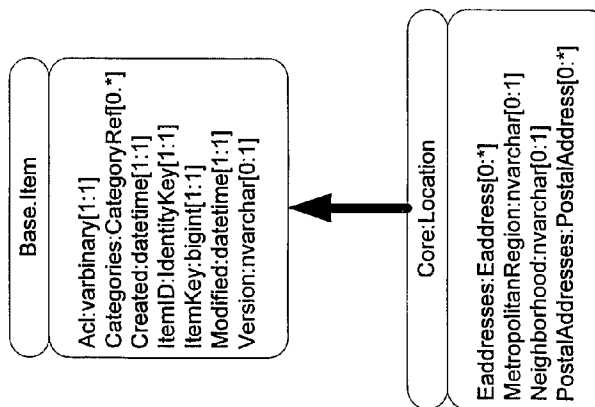 Base.Item
Acl:varbinary[1:1]
Categories:CategoryRef[0.*]
Created:datetime[1:1]
ItemID:IdentityKey[1:1]
ItemKey:bigint[1:1]
Modified:datetime[1:1]
Version:nvarchar[0:1]
Core:Location
Eaddresses:Eaddress[0:*]
MetropolitanRegion:nvarchar[0:1]
Neighborhood:nvarchar[0:1]
PostalAddresses:PostalAddress[0:*]